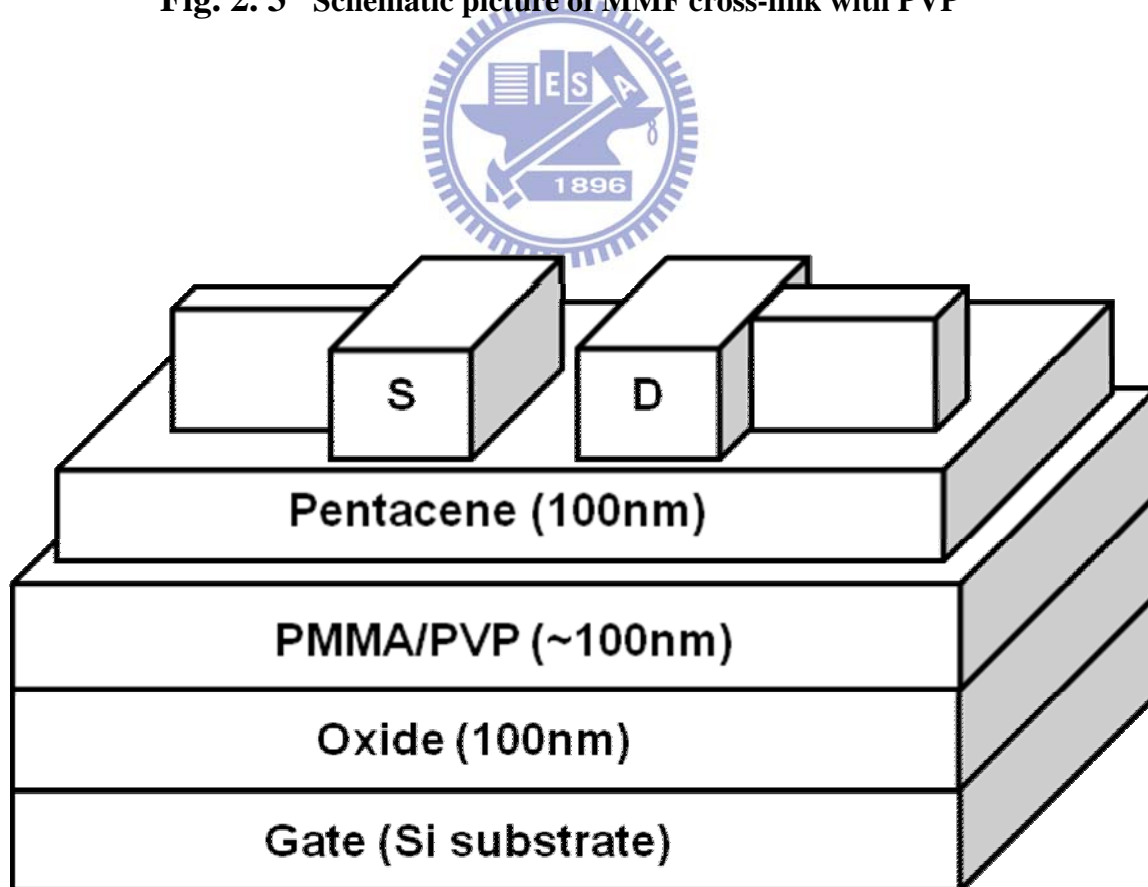 Fig. 2. 3 Schematic picture of MMF cross-link with PVP
E S A
1896
S D
Pentacene (100nm)
PMMA/PVP (~100nm)
Oxide (100nm)
Gate (Si substrate)